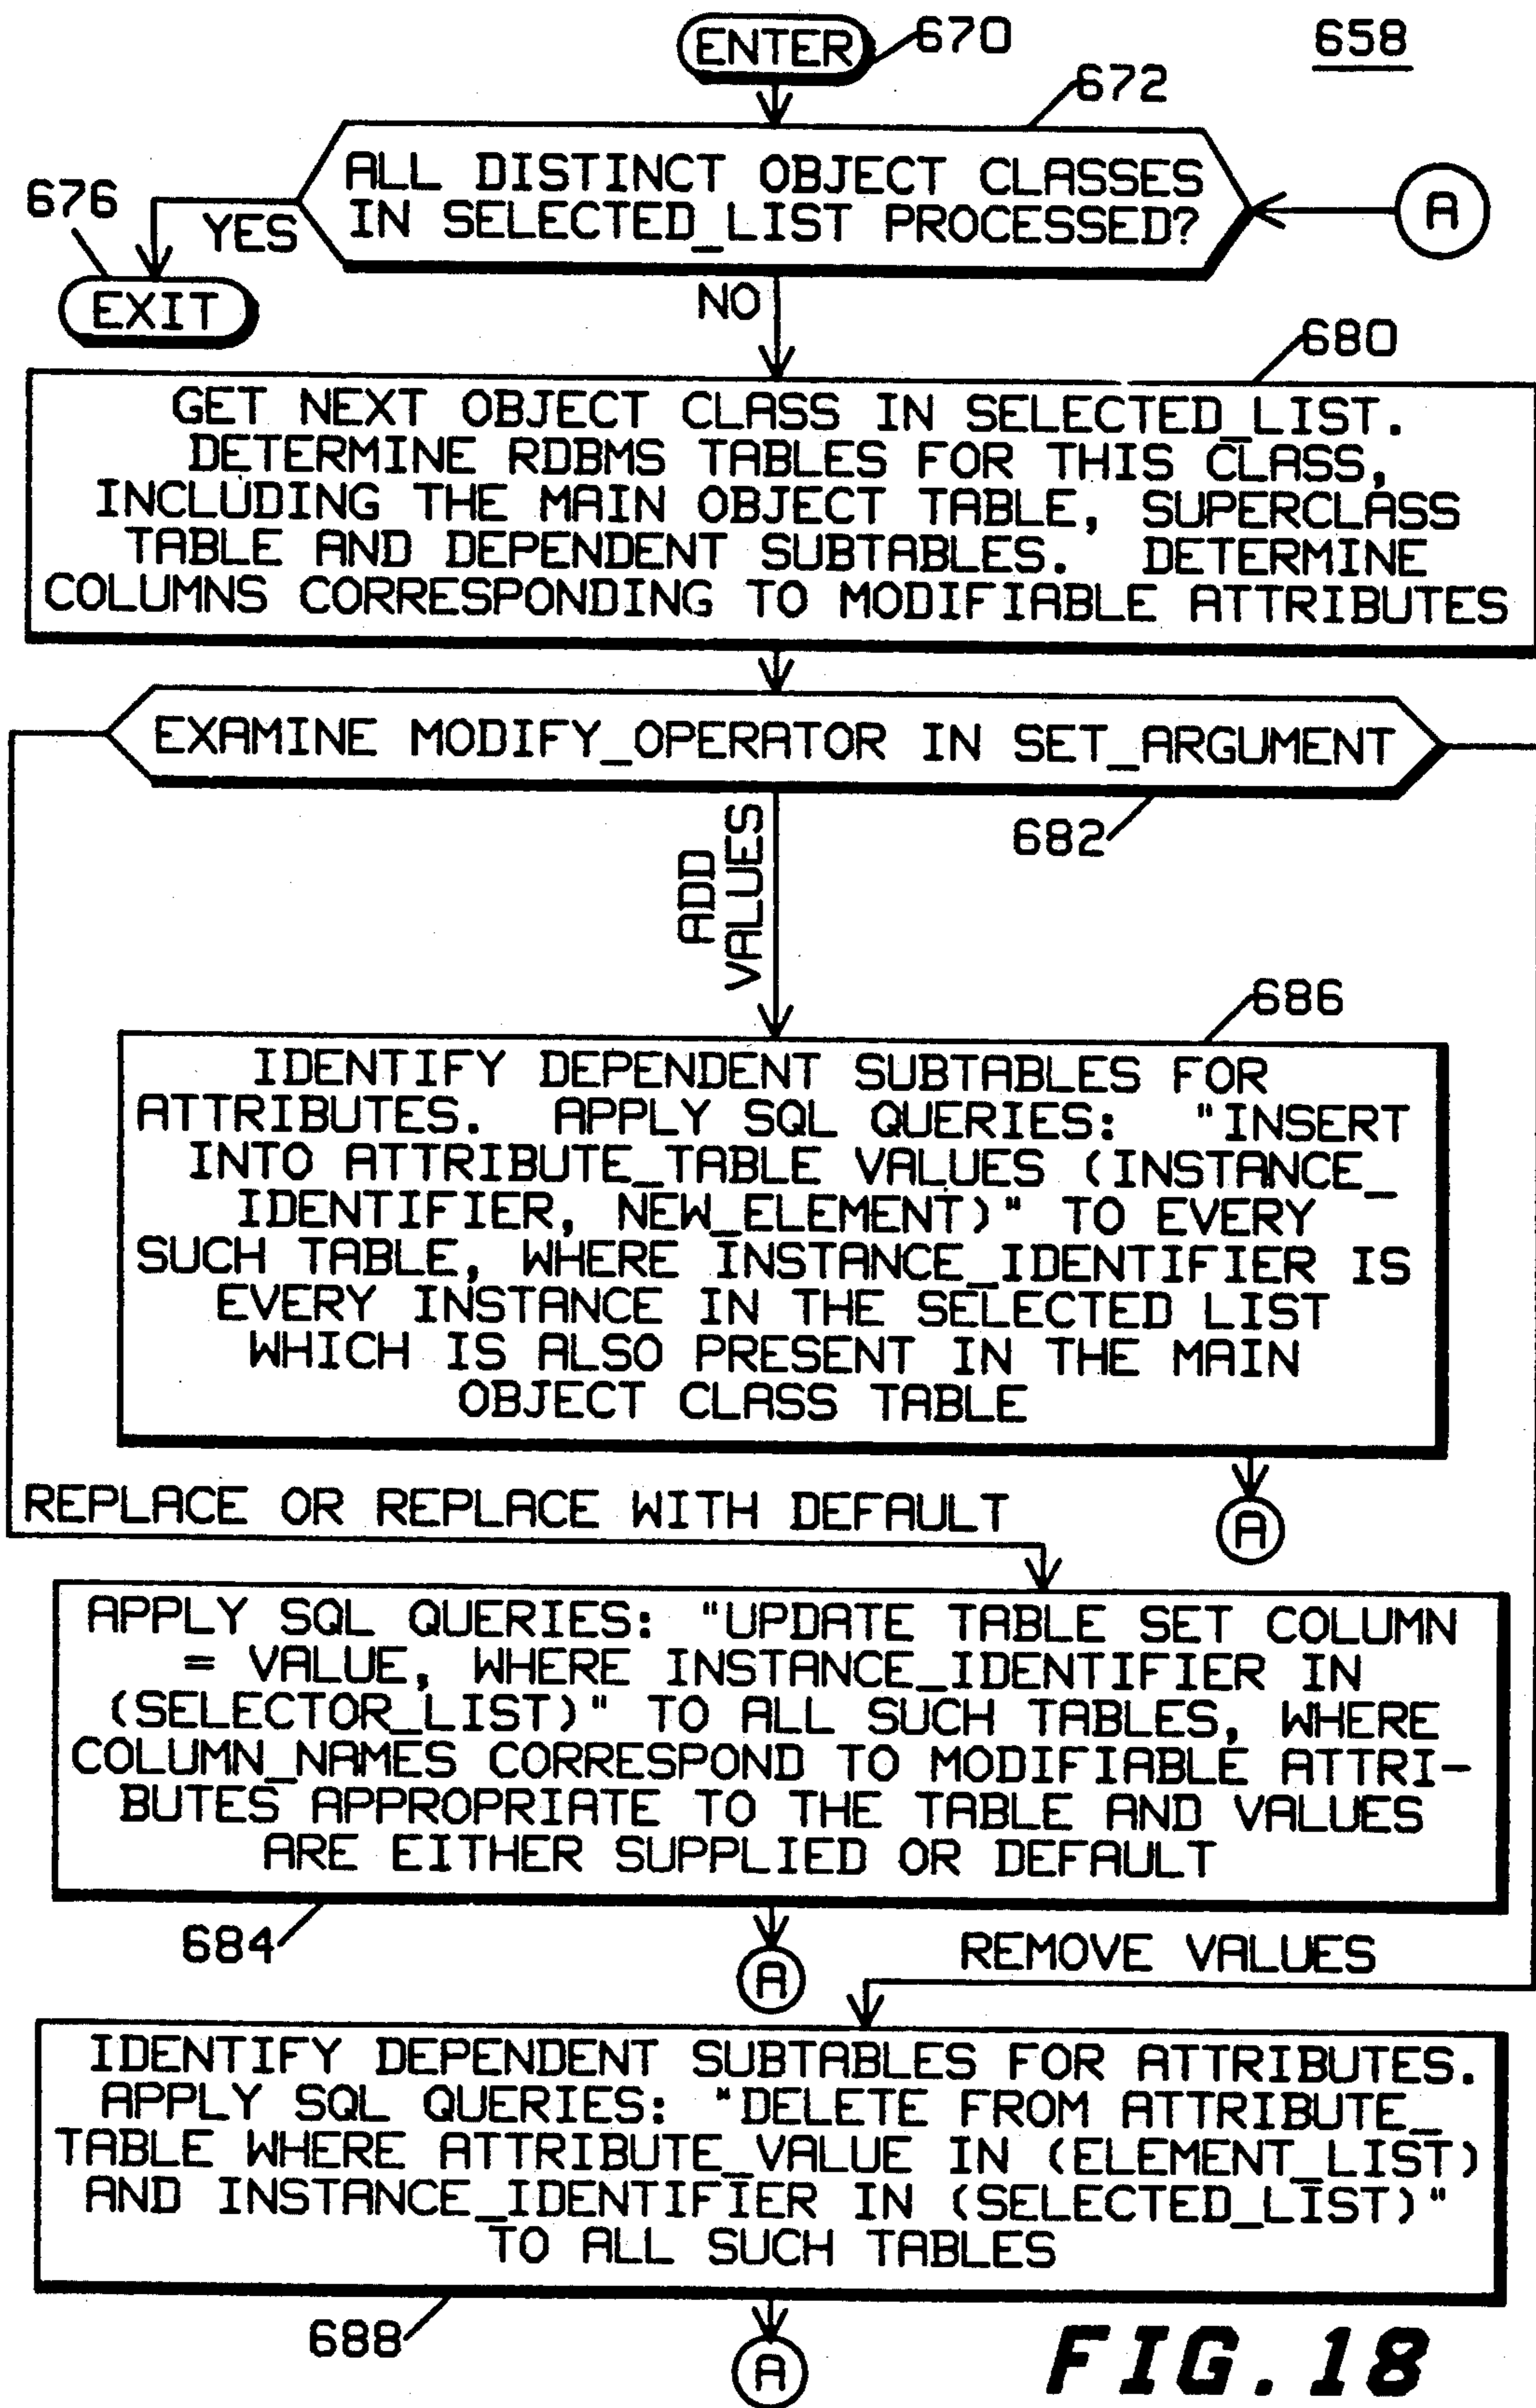 ENTER
670
658
672
ALL DISTINCT OBJECT CLASSES
IN SELECTED_LIST PROCESSED?
A
676
YES
EXIT
NO
680
GET NEXT OBJECT CLASS IN SELECTED_LIST.
DETERMINE RDBMS TABLES FOR THIS CLASS,
INCLUDING THE MAIN OBJECT TABLE, SUPERCLASS
TABLE AND DEPENDENT SUBTABLES. DETERMINE
COLUMNS CORRESPONDING TO MODIFIABLE ATTRIBUTES
EXAMINE MODIFY_OPERATOR IN SET_ARGUMENT
682
ADD
VALUES
686
IDENTIFY DEPENDENT SUBTABLES FOR
ATTRIBUTES. APPLY SQL QUERIES: "INSERT
INTO ATTRIBUTE_TABLE VALUES (INSTANCE_
IDENTIFIER, NEW_ELEMENT)" TO EVERY
SUCH TABLE, WHERE INSTANCE_IDENTIFIER IS
EVERY INSTANCE IN THE SELECTED LIST
WHICH IS ALSO PRESENT IN THE MAIN
OBJECT CLASS TABLE
A
REPLACE OR REPLACE WITH DEFAULT
APPLY SQL QUERIES: "UPDATE TABLE SET COLUMN
= VALUE, WHERE INSTANCE_IDENTIFIER IN
(SELECTOR_LIST)" TO ALL SUCH TABLES, WHERE
COLUMN_NAMES CORRESPOND TO MODIFIABLE ATTRI-
BUTES APPROPRIATE TO THE TABLE AND VALUES
ARE EITHER SUPPLIED OR DEFAULT
684
A
REMOVE VALUES
IDENTIFY DEPENDENT SUBTABLES FOR ATTRIBUTES.
APPLY SQL QUERIES: "DELETE FROM ATTRIBUTE_
TABLE WHERE ATTRIBUTE_VALUE IN (ELEMENT_LIST)
AND INSTANCE_IDENTIFIER IN (SELECTED_LIST)"
TO ALL SUCH TABLES
688
A
FIG. 18